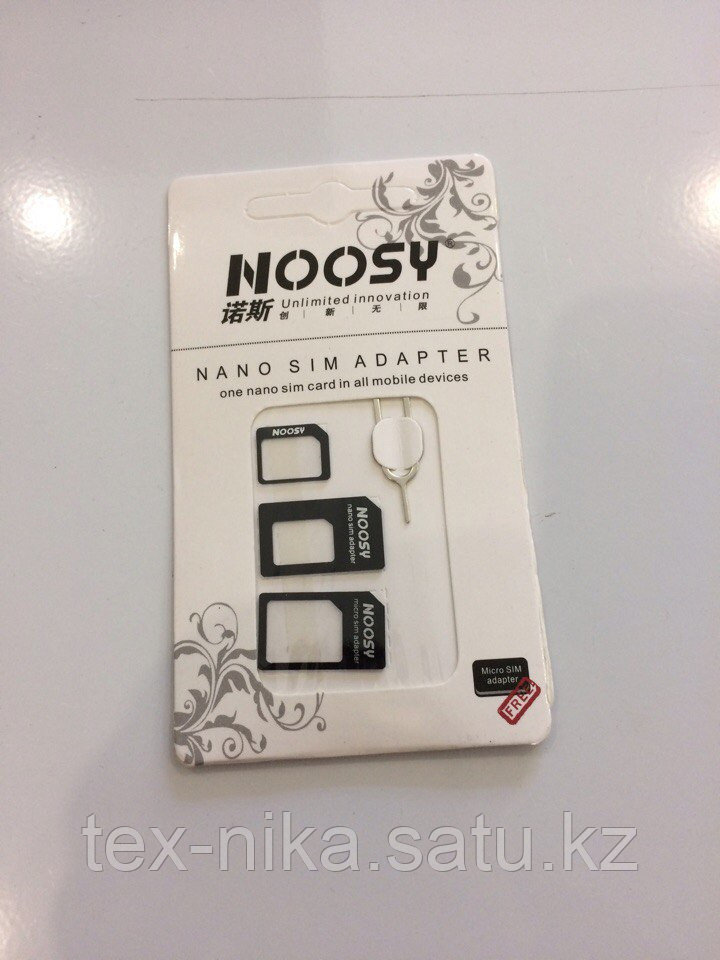 NOOSY®
诺斯 Unlimited innovation
创 | 新 | 无 | 限
NANO SIM ADAPTER
one nano sim card in all mobile devices
NOOSY
NOOSY
nano sim adapter
NOOSY
micro sim adapter
Micro SIM
adapter
FREE
tex-nika.satu.kz